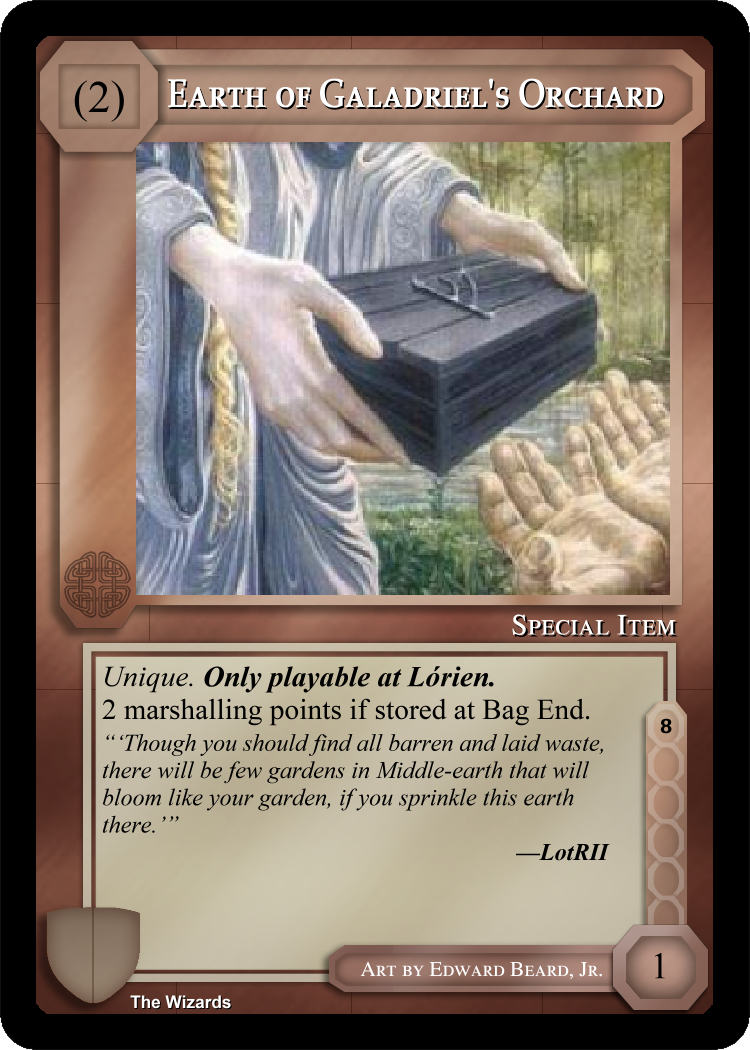 (2)
Earth of Galadriel's Orchard
Special Item
Unique. Only playable at Lórien.
2 marshalling points if stored at Bag End.
“‘Though you should find all barren and laid waste,
there will be few gardens in Middle-earth that will
bloom like your garden, if you sprinkle this earth
there.’”
—LotRII
8
Art by Edward Beard, Jr.
1
The Wizards